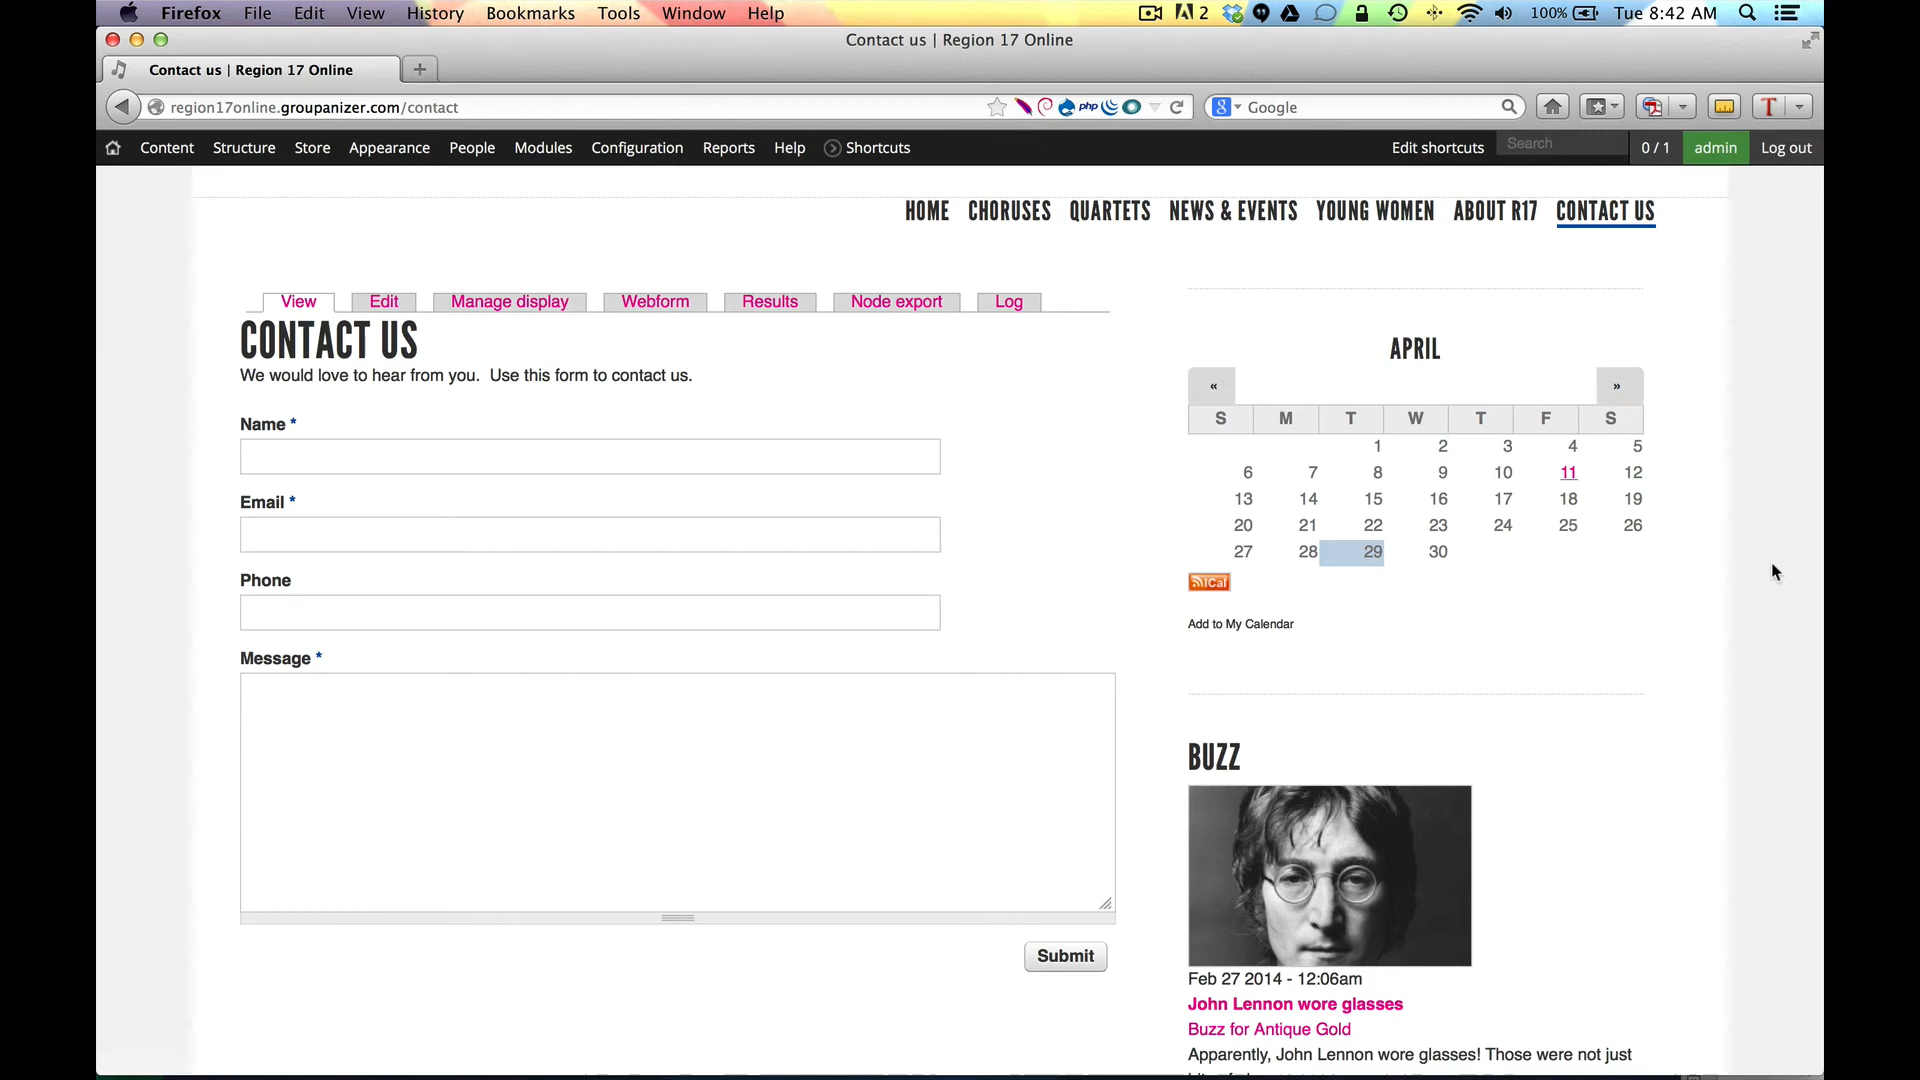 Firefox File Edit View History Bookmarks Tools Window Help 2 100% Tue 8:42 AM
Contact us | Region 17 Online
Contact us | Region 17 Online +
region17online.groupanizer.com/contact php Google
Content Structure Store Appearance People Modules Configuration Reports Help Shortcuts Edit shortcuts Search 0 / 1 admin Log out
HOME CHORUSES QUARTETS NEWS & EVENTS YOUNG WOMEN ABOUT R17 CONTACT US
View Edit Manage display Webform Results Node export Log
CONTACT US
We would love to hear from you. Use this form to contact us.
Name *
Email *
Phone
Message *
Submit
APRIL
« »
S M T W T F S
1 2 3 4 5
6 7 8 9 10 11 12
13 14 15 16 17 18 19
20 21 22 23 24 25 26
27 28 29 30
iCal
Add to My Calendar
BUZZ
Feb 27 2014 - 12:06am
John Lennon wore glasses
Buzz for Antique Gold
Apparently, John Lennon wore glasses! Those were not just